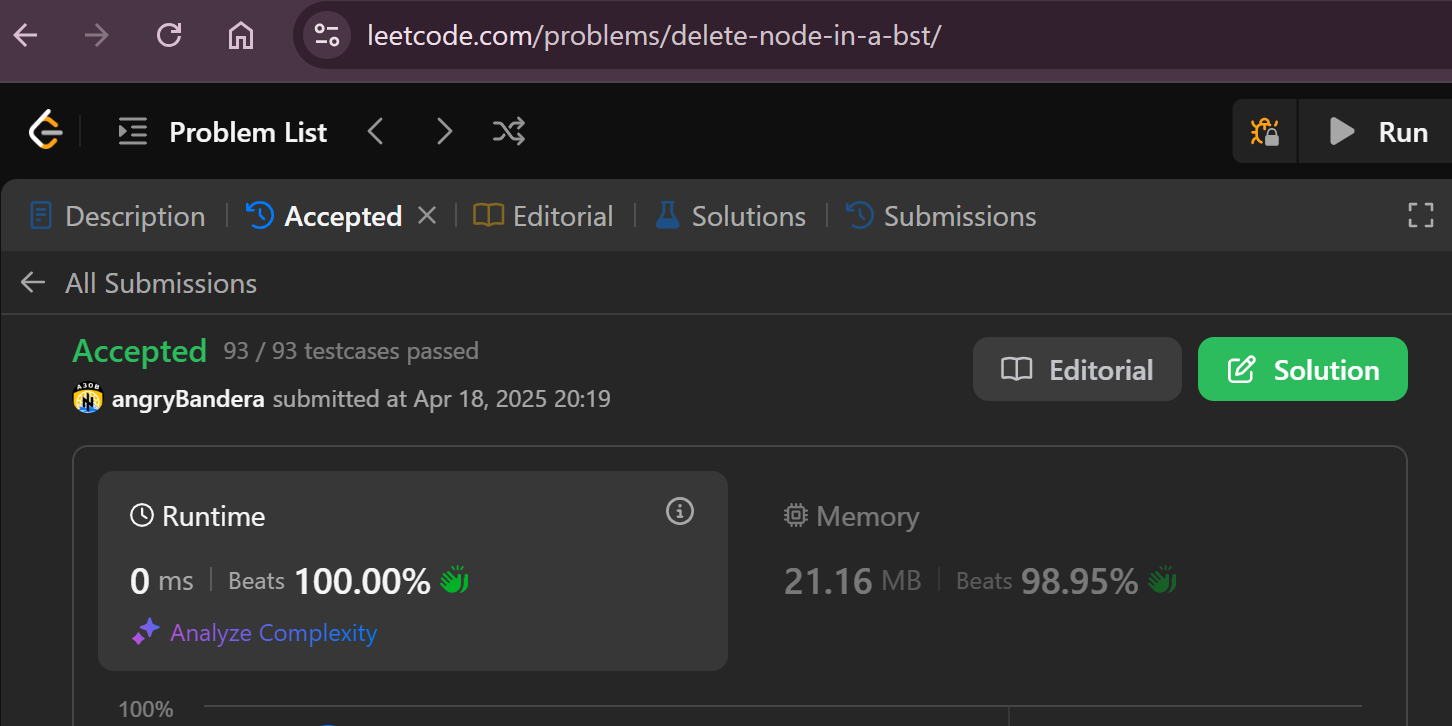 leetcode.com/problems/delete-node-in-a-bst/
Problem List
Run
Description
Accepted
Editorial
Solutions
Submissions
All Submissions
Accepted 93 / 93 testcases passed
АЗОВ
angryBandera submitted at Apr 18, 2025 20:19
Editorial
Solution
Runtime
0 ms
Beats 100.00%
Analyze Complexity
Memory
21.16 MB
Beats 98.95%
100%